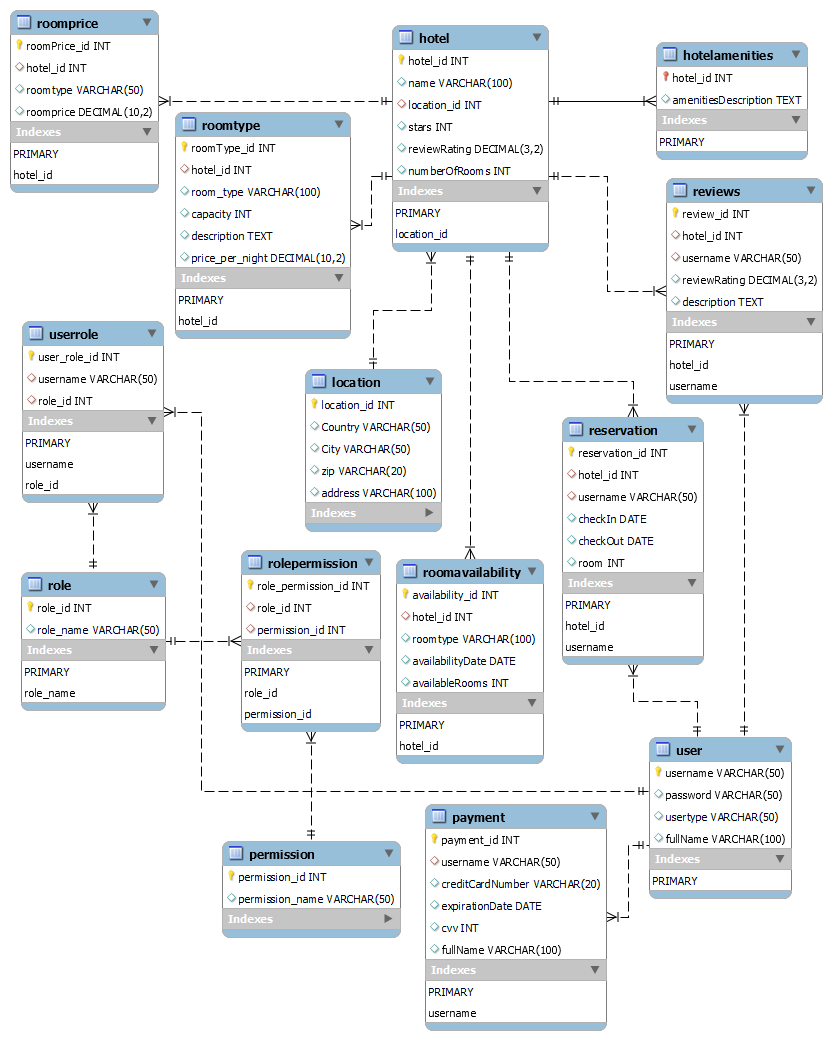 roomprice
roomPrice_id INT
hotel_id INT
roomtype VARCHAR(50)
roomprice DECIMAL(10,2)
Indexes
PRIMARY
hotel_id
roomtype
roomType_id INT
hotel_id INT
room_type VARCHAR(100)
capacity INT
description TEXT
price_per_night DECIMAL(10,2)
Indexes
PRIMARY
hotel_id
hotel
hotel_id INT
name VARCHAR(100)
location_id INT
stars INT
reviewRating DECIMAL(3,2)
numberOfRooms INT
Indexes
PRIMARY
location_id
hotelamenities
hotel_id INT
amenitiesDescription TEXT
Indexes
PRIMARY
reviews
review_id INT
hotel_id INT
username VARCHAR(50)
reviewRating DECIMAL(3,2)
description TEXT
Indexes
PRIMARY
hotel_id
username
userrole
user_role_id INT
username VARCHAR(50)
role_id INT
Indexes
PRIMARY
username
role_id
location
location_id INT
Country VARCHAR(50)
City VARCHAR(50)
zip VARCHAR(20)
address VARCHAR(100)
Indexes
reservation
reservation_id INT
hotel_id INT
username VARCHAR(50)
checkIn DATE
checkOut DATE
room INT
Indexes
PRIMARY
hotel_id
username
role
role_id INT
role_name VARCHAR(50)
Indexes
PRIMARY
role_name
rolepermission
role_permission_id INT
role_id INT
permission_id INT
Indexes
PRIMARY
role_id
permission_id
roomavailability
availability_id INT
hotel_id INT
roomtype VARCHAR(100)
availabilityDate DATE
availableRooms INT
Indexes
PRIMARY
hotel_id
user
username VARCHAR(50)
password VARCHAR(50)
usertype VARCHAR(50)
fullName VARCHAR(100)
Indexes
PRIMARY
permission
permission_id INT
permission_name VARCHAR(50)
Indexes
payment
payment_id INT
username VARCHAR(50)
creditCardNumber VARCHAR(20)
expirationDate DATE
cvv INT
fullName VARCHAR(100)
Indexes
PRIMARY
username